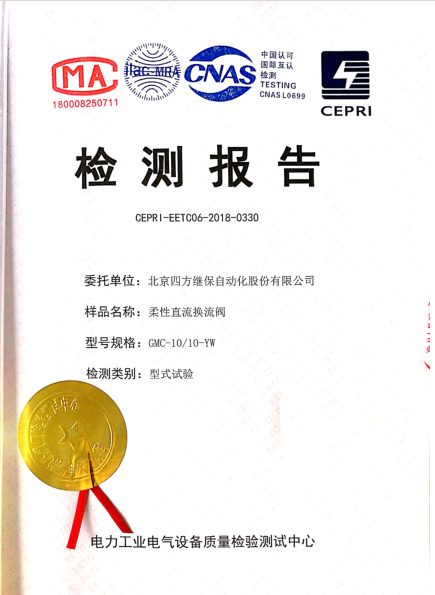 MA
180008250711
ilac-MRA
CNAS
中国认可
国际互认
检测
TESTING
CNAS L0699
CEPRI
检测报告
CEPRI-EETC06-2018-0330
委托单位：北京四方继保自动化股份有限公司
样品名称：柔性直流换流阀
型号规格：GMC-10/10-YW
检测类别：型式试验
电力工业电气设备质量检验测试中心